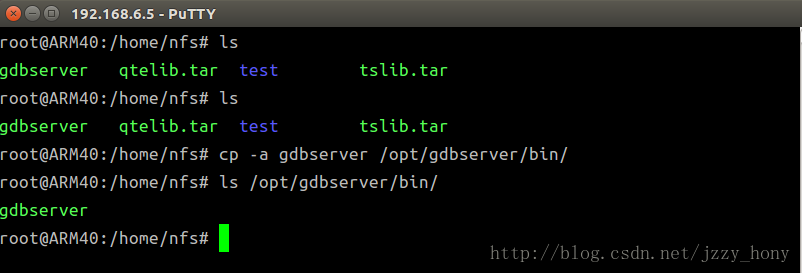 192.168.6.5 - PuTTY
root@ARM40:/home/nfs# ls
gdbserver qtelib.tar test tslib.tar
root@ARM40:/home/nfs# ls
gdbserver qtelib.tar test tslib.tar
root@ARM40:/home/nfs# cp -a gdbserver /opt/gdbserver/bin/
root@ARM40:/home/nfs# ls /opt/gdbserver/bin/
gdbserver
root@ARM40:/home/nfs#
http://blog.csdn.net/jzzy_hony